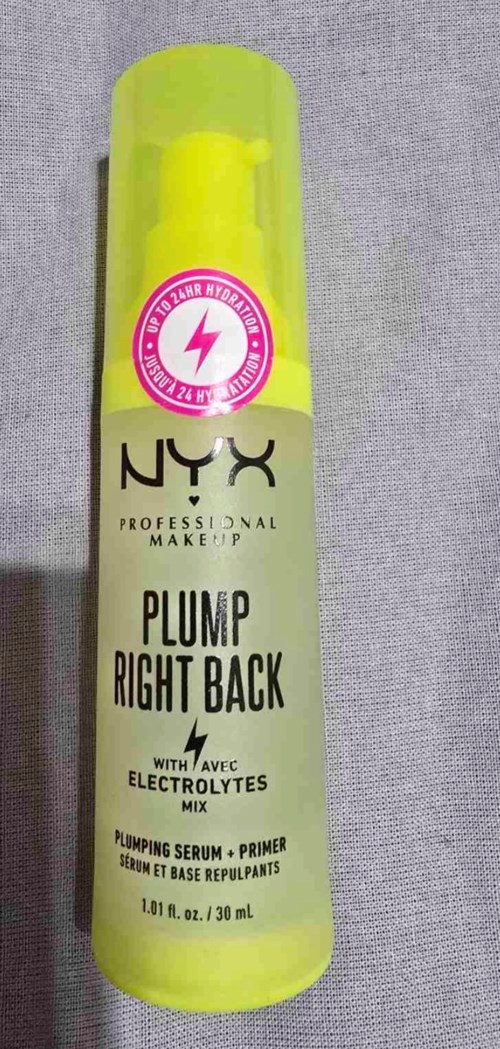 UP TO 24HR HYDRATION
JUSQU'À 24 HYDRATATION
NYX
PROFESSIONAL
MAKEUP
PLUMP
RIGHT BACK
WITH AVEC
ELECTROLYTES
MIX
PLUMPING SERUM + PRIMER
SÉRUM ET BASE REPULPANTS
1.01 fl. oz. / 30 mL